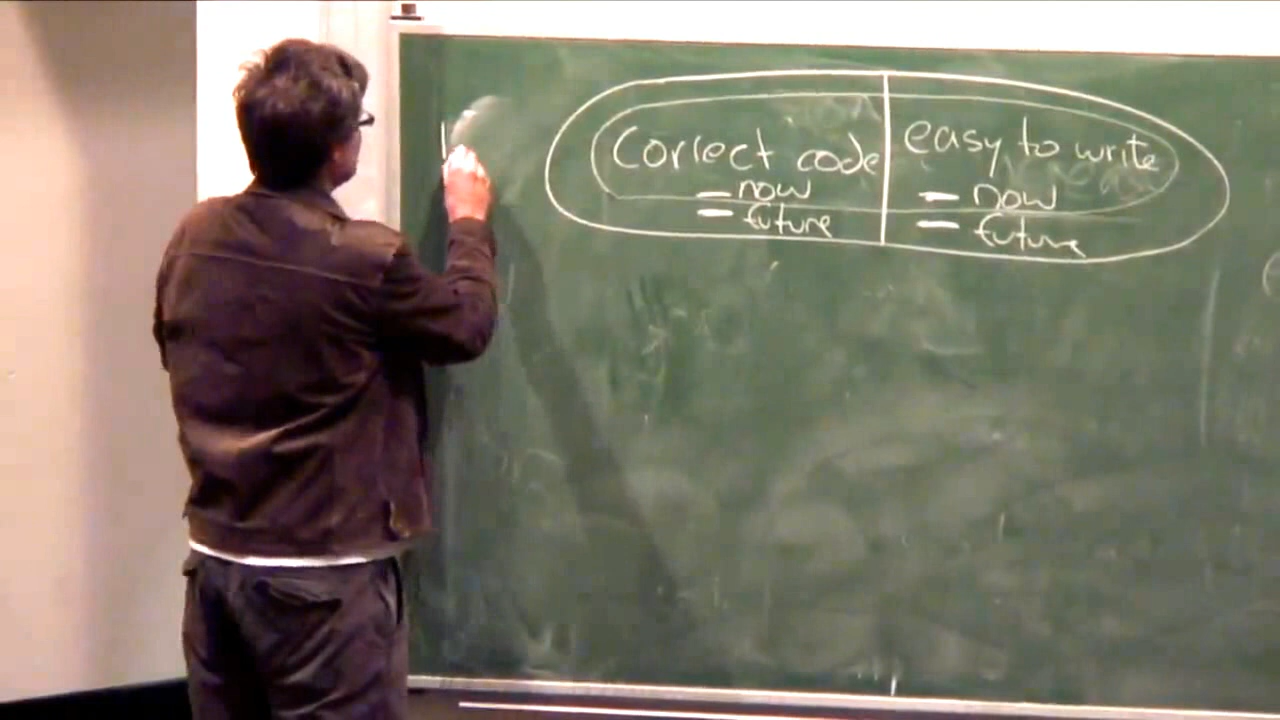 Correct code
- now
- future
easy to write
- now
- future